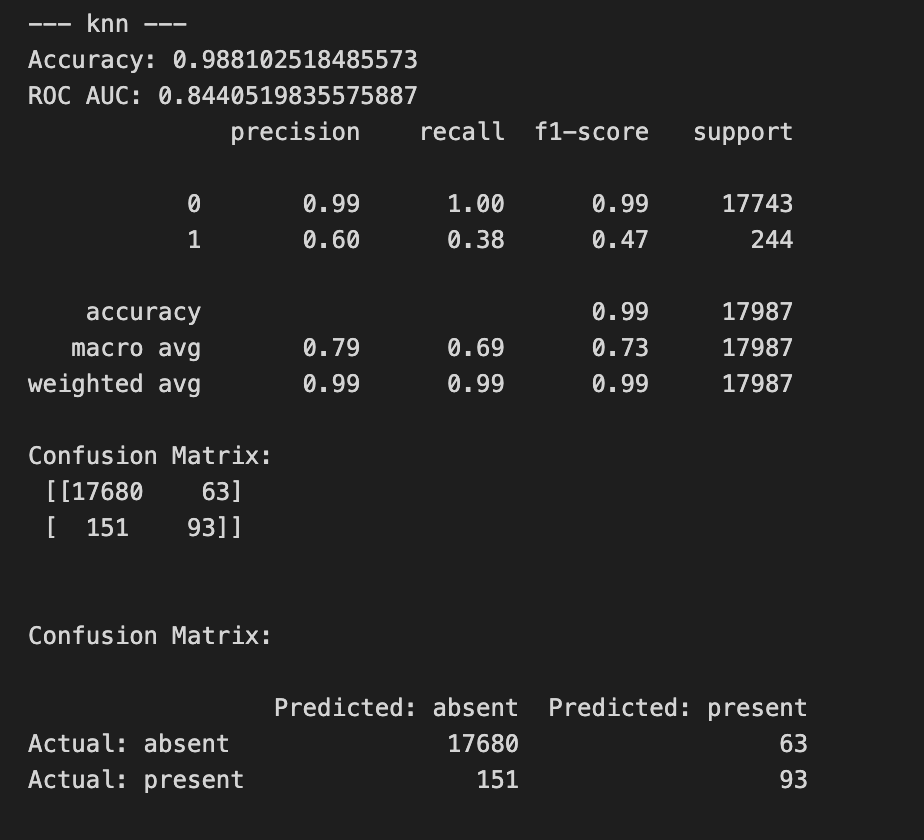 --- knn ---
Accuracy: 0.988102518485573
ROC AUC: 0.8440519835575887
              precision    recall  f1-score   support

           0       0.99      1.00      0.99     17743
           1       0.60      0.38      0.47       244

    accuracy                           0.99     17987
   macro avg       0.79      0.69      0.73     17987
weighted avg       0.99      0.99      0.99     17987

Confusion Matrix:
 [[17680    63]
 [  151    93]]


Confusion Matrix:

                 Predicted: absent  Predicted: present
Actual: absent               17680                  63
Actual: present                151                  93